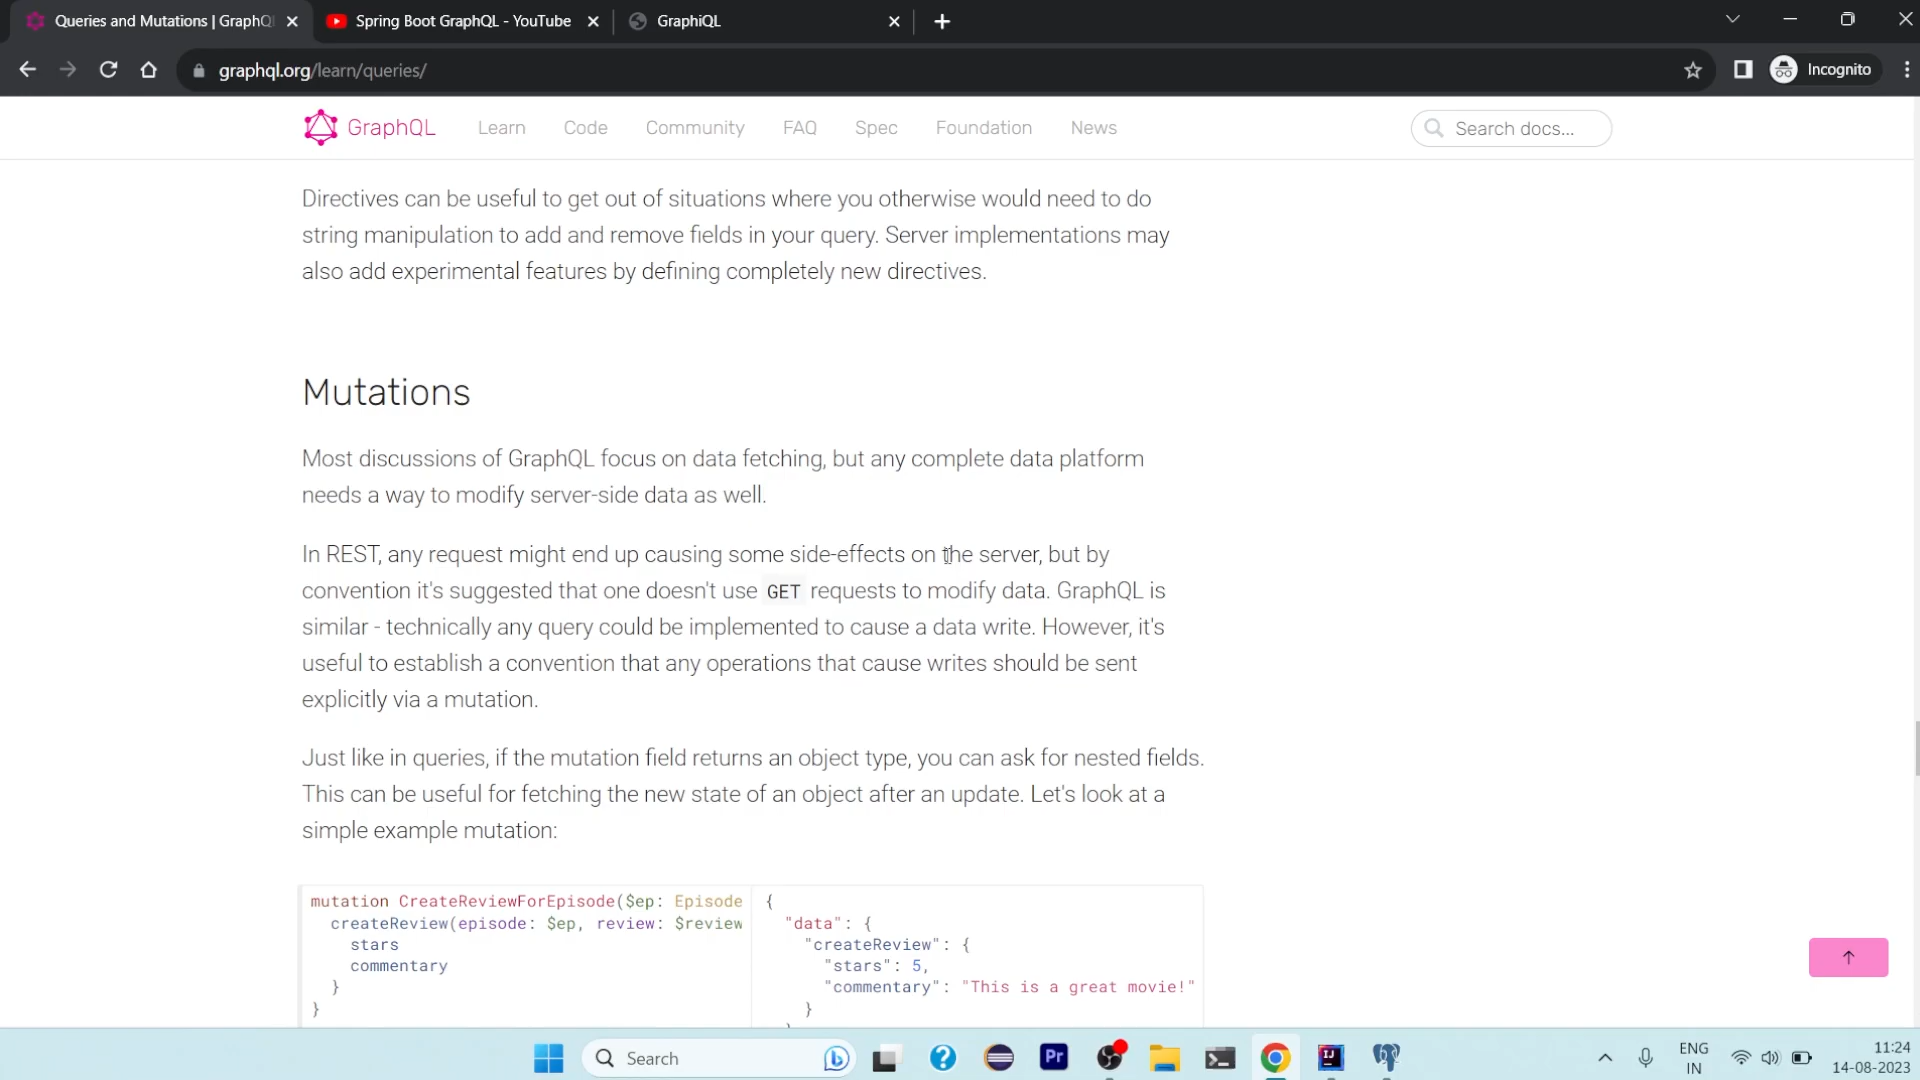 Queries and Mutations | GraphQ
Spring Boot GraphQL - YouTube
GraphiQL
graphql.org/learn/queries/
Incognito
GraphQL
Learn
Code
Community
FAQ
Spec
Foundation
News
Search docs...
Directives can be useful to get out of situations where you otherwise would need to do
string manipulation to add and remove fields in your query. Server implementations may
also add experimental features by defining completely new directives.
Mutations
Most discussions of GraphQL focus on data fetching, but any complete data platform
needs a way to modify server-side data as well.
In REST, any request might end up causing some side-effects on the server, but by
convention it's suggested that one doesn't use GET requests to modify data. GraphQL is
similar - technically any query could be implemented to cause a data write. However, it's
useful to establish a convention that any operations that cause writes should be sent
explicitly via a mutation.
Just like in queries, if the mutation field returns an object type, you can ask for nested fields.
This can be useful for fetching the new state of an object after an update. Let's look at a
simple example mutation:
mutation CreateReviewForEpisode($ep: Episode
createReview(episode: $ep, review: $review
stars
commentary
}
}
{
"data": {
"createReview": {
"stars": 5,
"commentary": "This is a great movie!"
}
Search
Pr
IJ
ENG
IN
11:24
14-08-2023